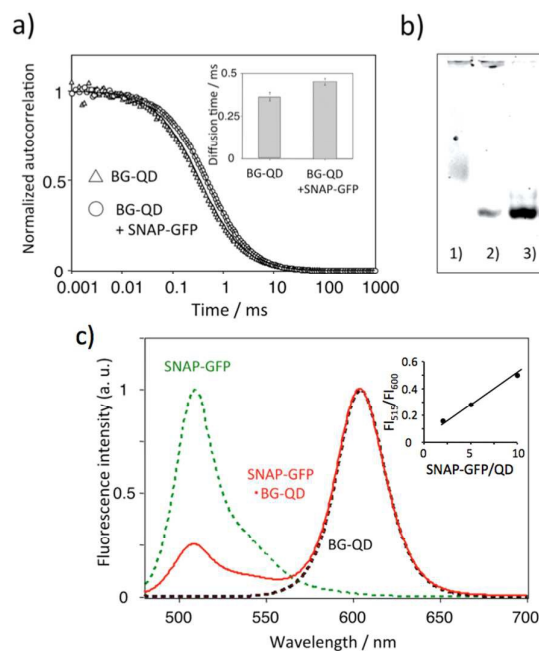 a)
Normalized autocorrelation
1
0.5
0
0.001
0.01
0.1
1
10
100
1000
Time / ms
BG-QD
BG-QD
+ SNAP-GFP
Diffusion time / ms
0.5
0
BG-QD
BG-QD
+SNAP-GFP
b)
1)
2)
3)
c)
Fluorescence intensity (a. u.)
1
0.5
0
500
550
600
650
700
Wavelength / nm
SNAP-GFP
SNAP-GFP
• BG-QD
BG-QD
FI515/FI600
0.6
0.4
0.2
0
0
5
10
SNAP-GFP/QD